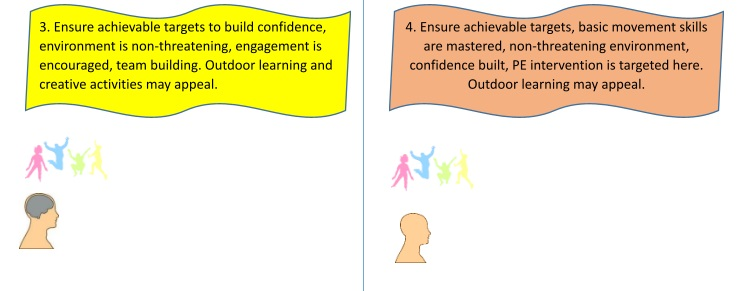 3. Ensure achievable targets to build confidence,
environment is non-threatening, engagement is
encouraged, team building. Outdoor learning and
creative activities may appeal.
4. Ensure achievable targets, basic movement skills
are mastered, non-threatening environment,
confidence built, PE intervention is targeted here.
Outdoor learning may appeal.